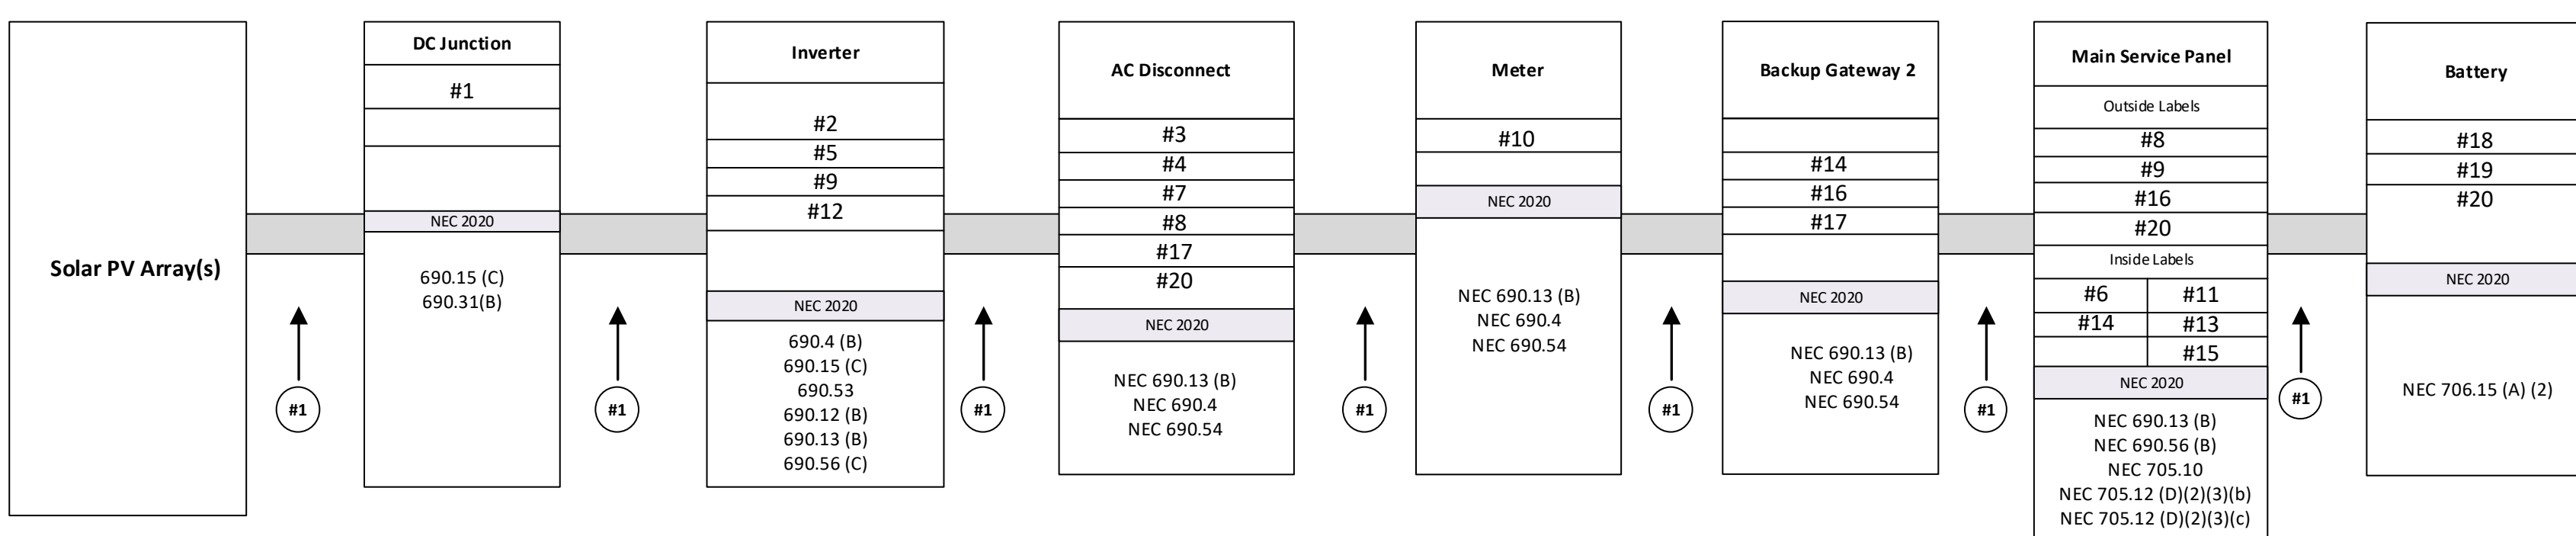 Solar PV Array(s)
#1
DC Junction
#1
NEC 2020
690.15 (C)
690.31(B)
#1
Inverter
#2
#5
#9
#12
NEC 2020
690.4 (B)
690.15 (C)
690.53
690.12 (B)
690.13 (B)
690.56 (C)
#1
AC Disconnect
#3
#4
#7
#8
#17
#20
NEC 2020
NEC 690.13 (B)
NEC 690.4
NEC 690.54
#1
Meter
#10
NEC 2020
NEC 690.13 (B)
NEC 690.4
NEC 690.54
#1
Backup Gateway 2
#14
#16
#17
NEC 2020
NEC 690.13 (B)
NEC 690.4
NEC 690.54
#1
Main Service Panel
Outside Labels
#8
#9
#16
#20
Inside Labels
#6 #11
#14 #13
#15
NEC 2020
NEC 690.13 (B)
NEC 690.56 (B)
NEC 705.10
NEC 705.12 (D)(2)(3)(b)
NEC 705.12 (D)(2)(3)(c)
#1
Battery
#18
#19
#20
NEC 2020
NEC 706.15 (A) (2)